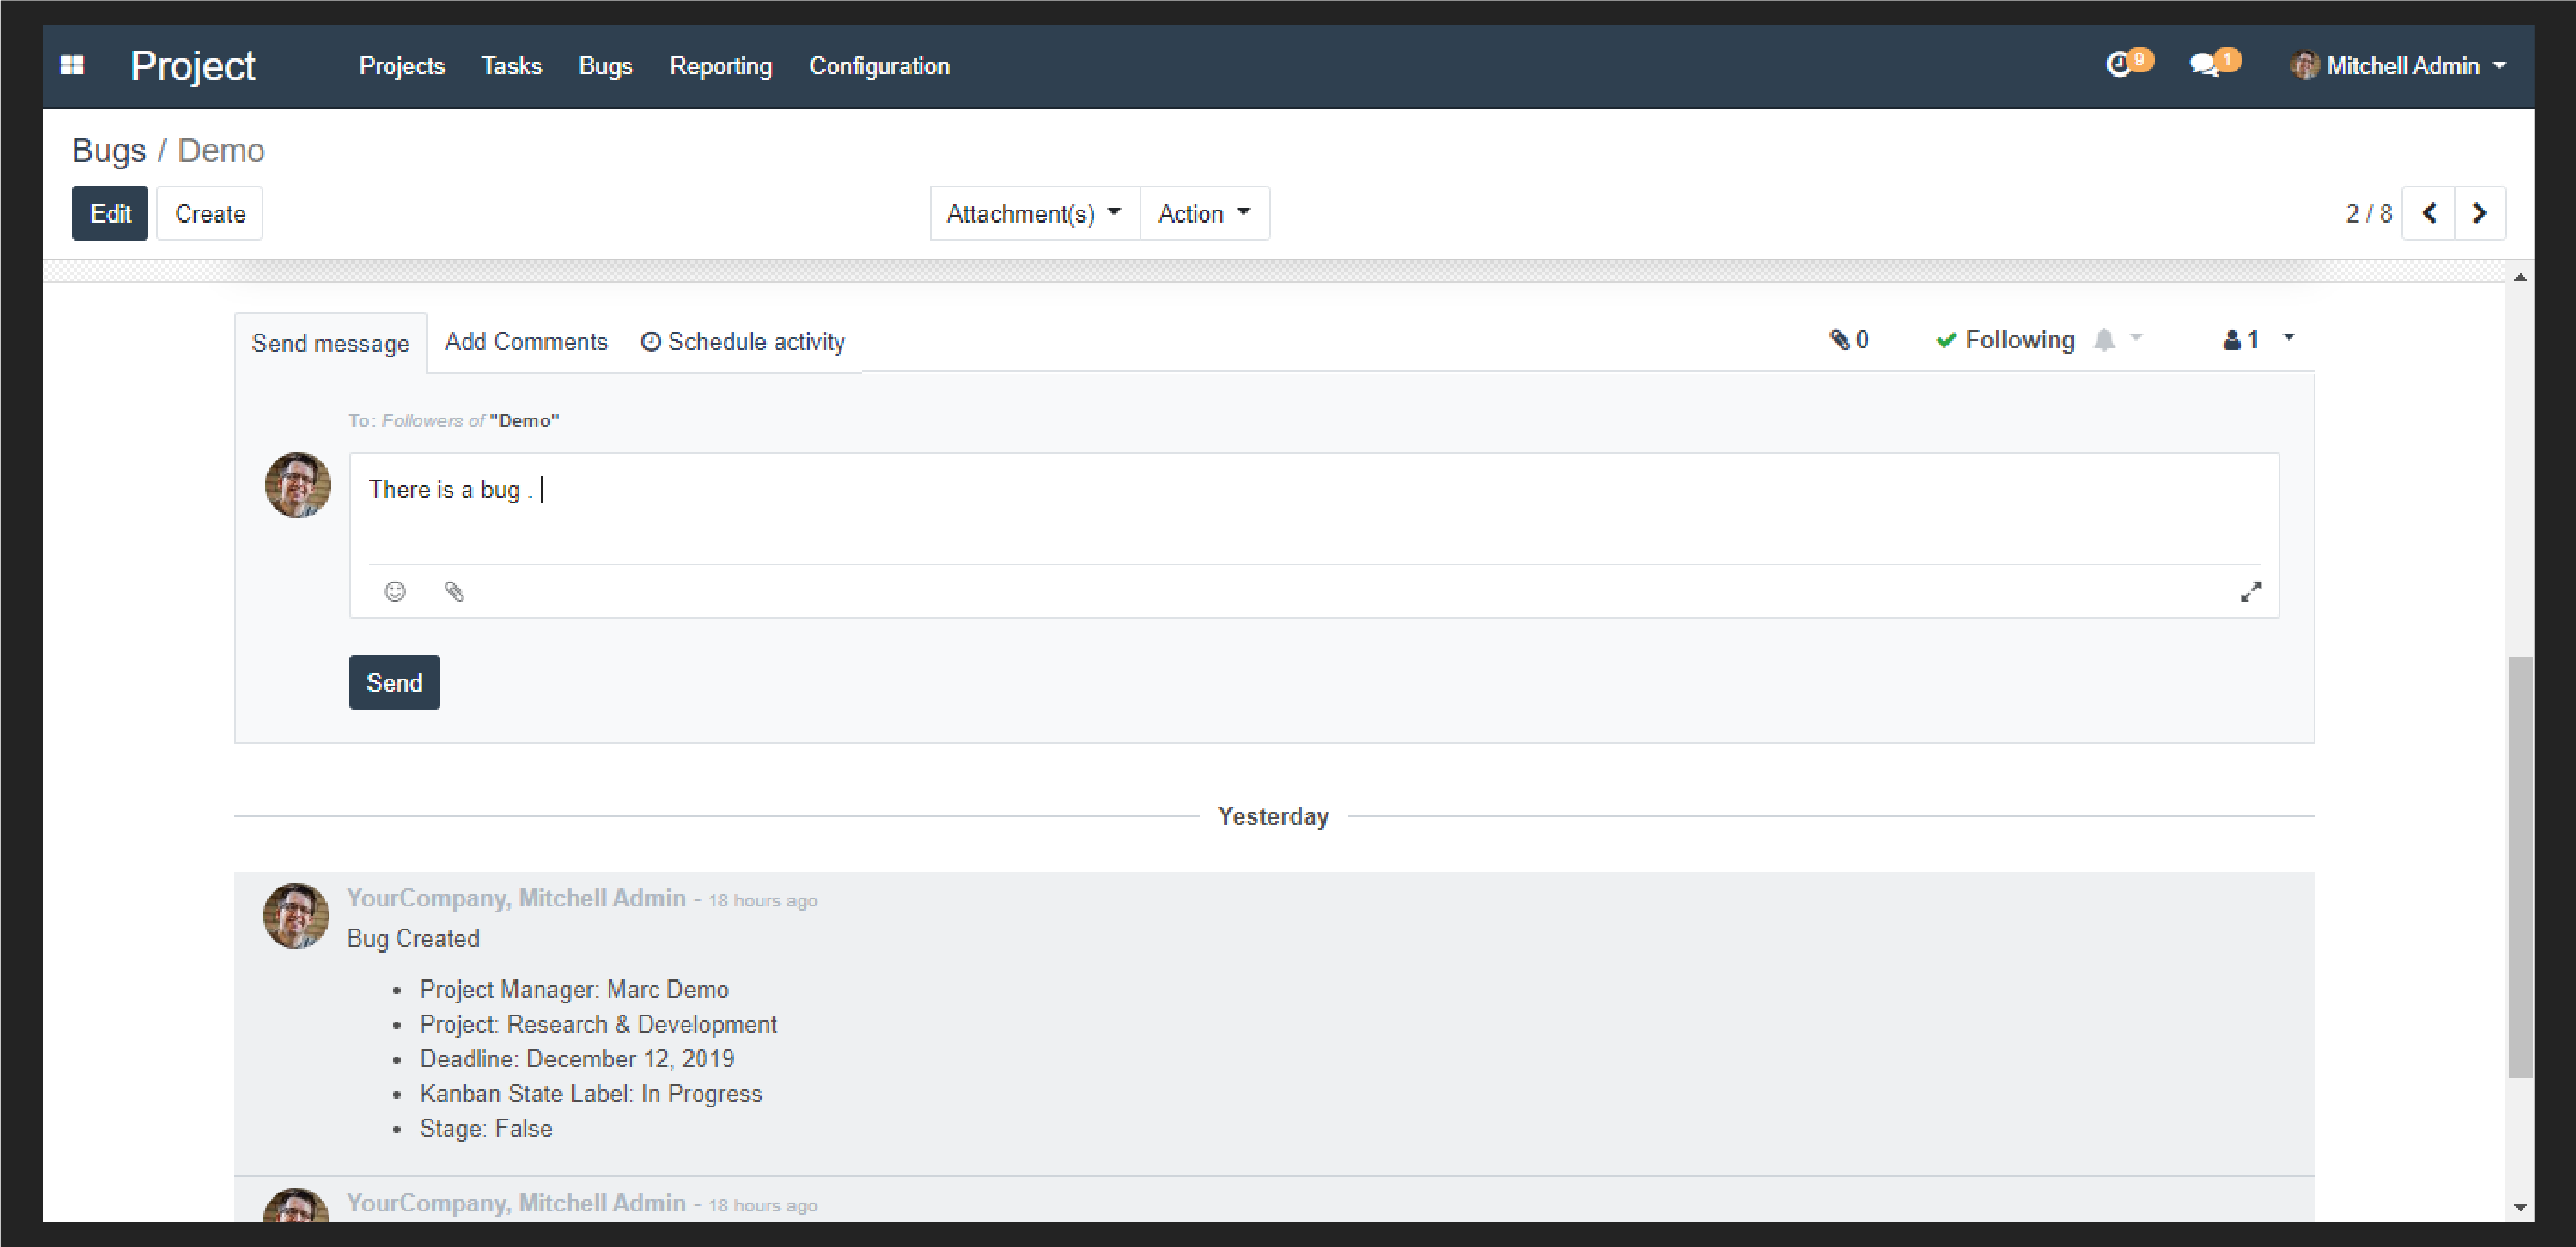 Project Projects Tasks Bugs Reporting Configuration 9 1 Mitchell Admin
Bugs / Demo
Edit Create Attachment(s) Action 2 / 8
Send message Add Comments Schedule activity 0 Following 1
To: Followers of "Demo"
There is a bug .
Send
Yesterday
YourCompany, Mitchell Admin - 18 hours ago
Bug Created
• Project Manager: Marc Demo
• Project: Research & Development
• Deadline: December 12, 2019
• Kanban State Label: In Progress
• Stage: False
YourCompany, Mitchell Admin - 18 hours ago